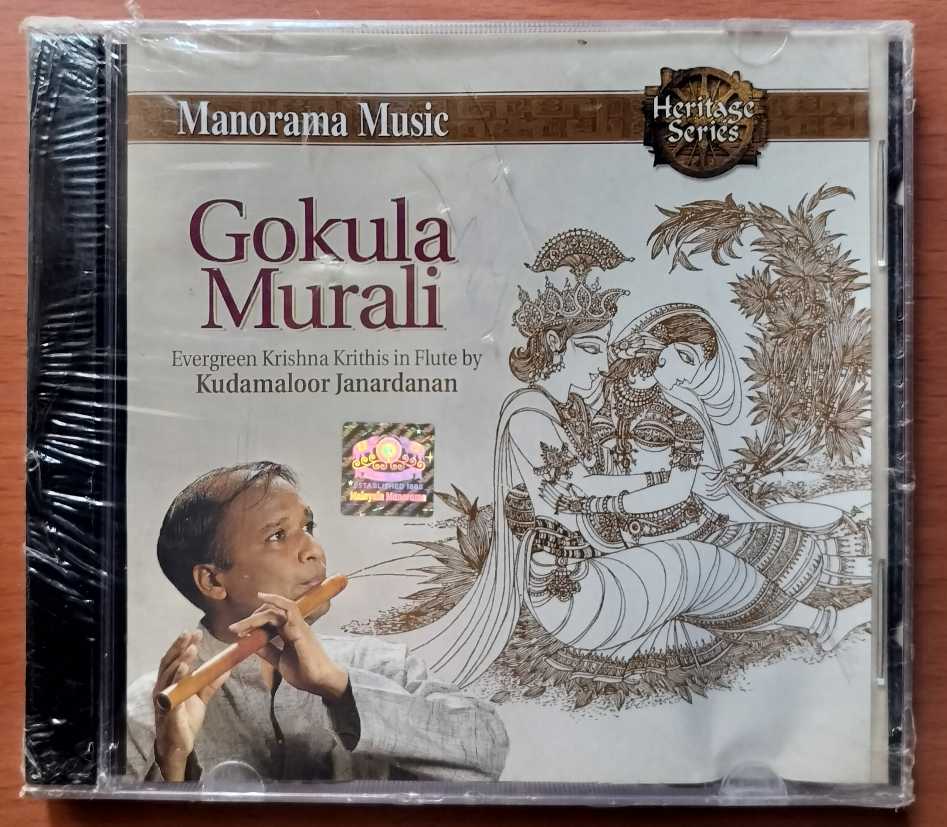 Manorama Music
Heritage
Series
Gokula
Murali
Evergreen Krishna Krithis in Flute by
Kudamaloor Janardanan
ESTABLISHED 1888
Malayala Manorama